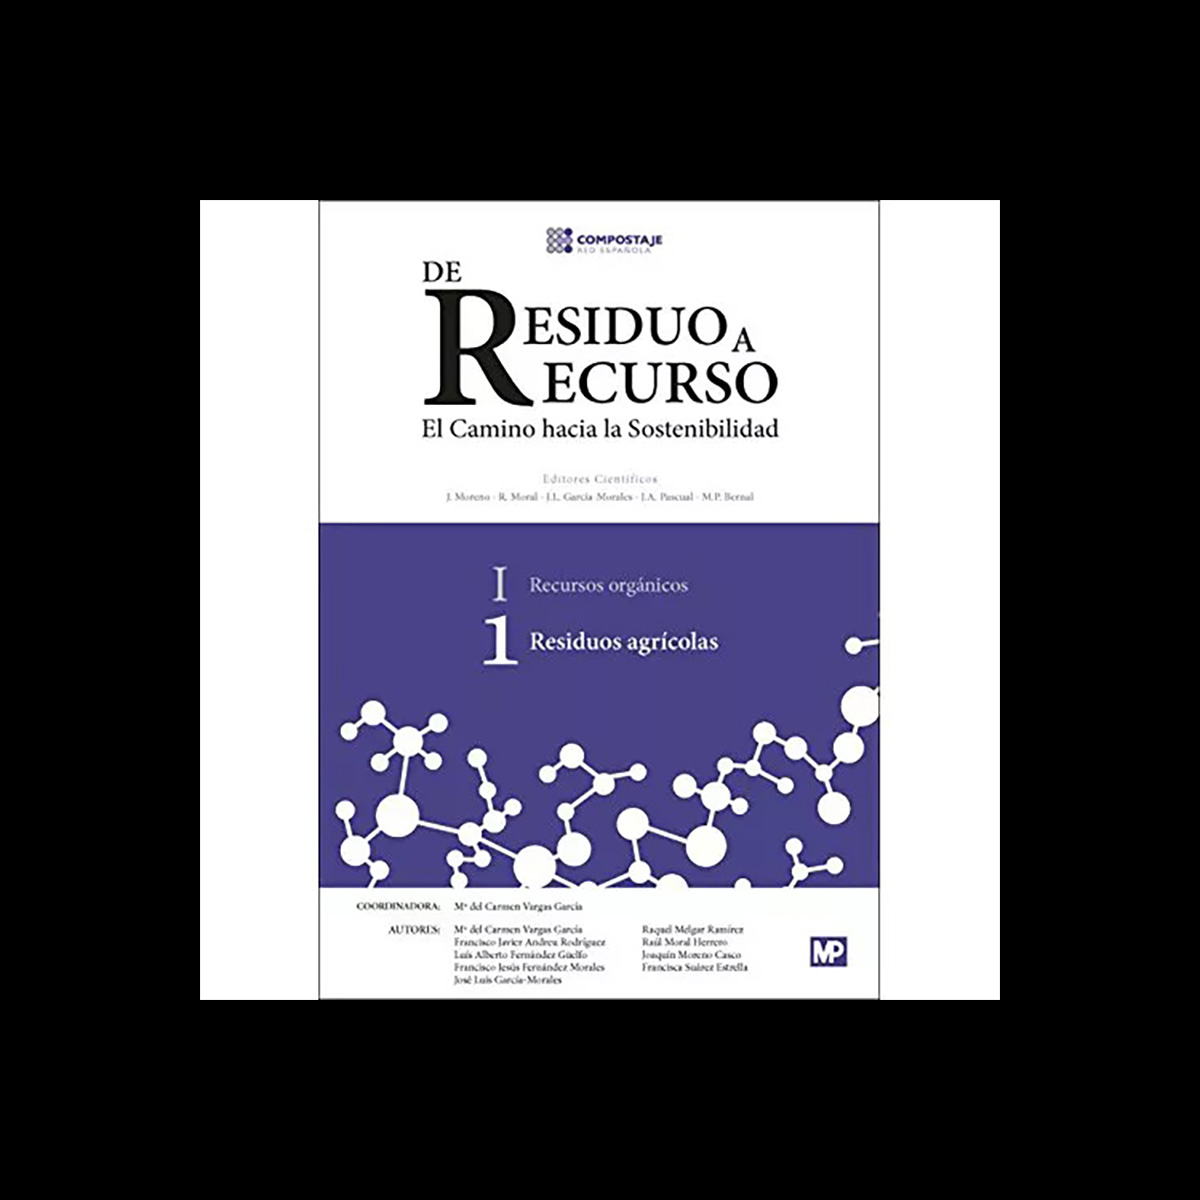 COMPOSTAJE
RED ESPAÑOLA
DE
RESIDUO A
RECURSO
El Camino hacia la Sostenibilidad
Editores Científicos
J. Moreno - R. Moral - J.L. García-Morales - J.A. Pascual - M.P. Bernal
I Recursos orgánicos
1 Residuos agrícolas
COORDINADORA: Mª del Carmen Vargas García
AUTORES: Mª del Carmen Vargas García
Francisco Javier Andreu Rodríguez
Luis Alberto Fernández Güelfo
Francisco Jesús Fernández Morales
José Luis García-Morales
Raquel Melgar Ramírez
Raúl Moral Herrero
Joaquín Moreno Casco
Francisca Suárez Estrella
MP